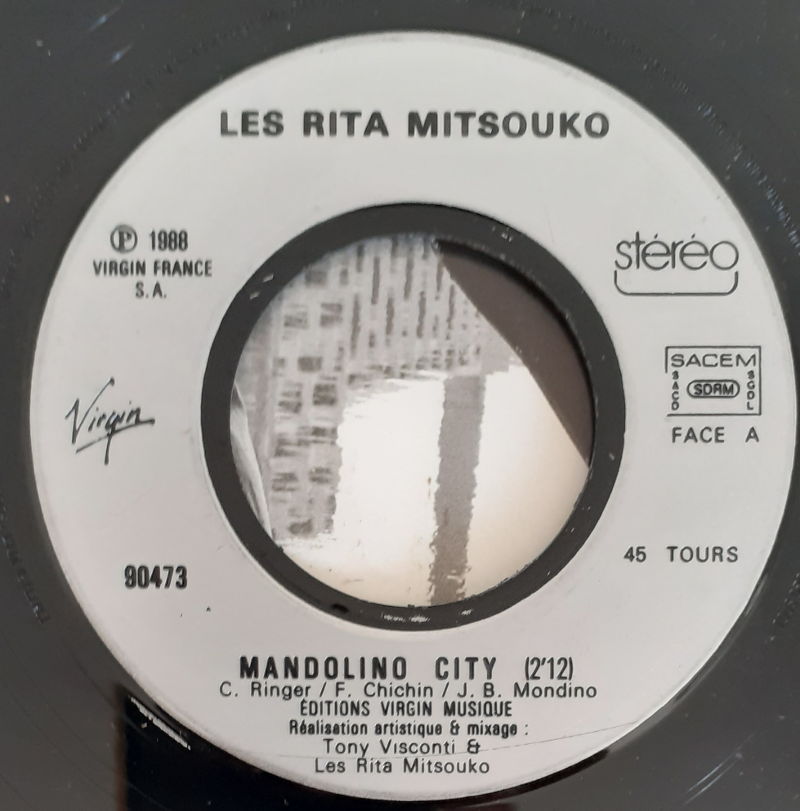 LES RITA MITSOUKO
Ⓟ 1988
VIRGIN FRANCE
S.A.
stéréo
SACEM
SACD
SDRM
SGDL
FACE A
Virgin
90473
45 TOURS
MANDOLINO CITY (2'12)
C. Ringer / F. Chichin / J. B. Mondino
ÉDITIONS VIRGIN MUSIQUE
Réalisation artistique & mixage :
Tony Visconti &
Les Rita Mitsouko